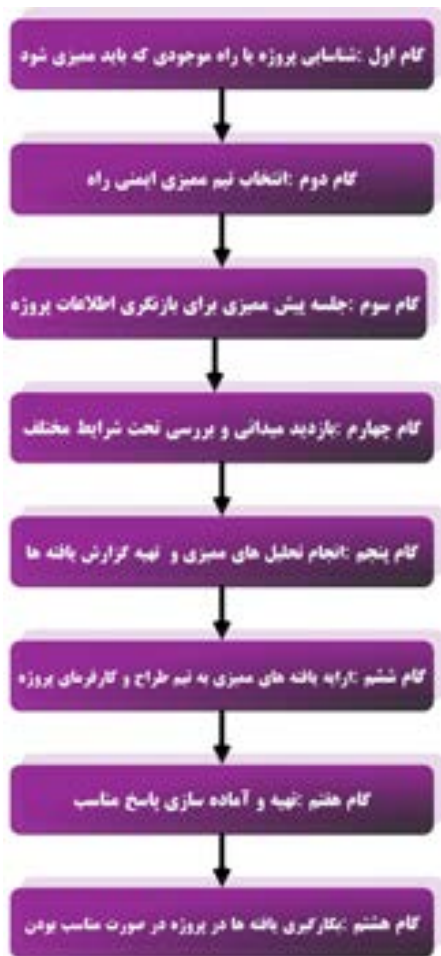 گام اول :شناسایی پروژه یا راه موجودی که باید ممیزی شود
گام دوم :انتخاب تیم ممیزی ایمنی راه
گام سوم :جلسه پیش ممیزی برای بازنگری اطلاعات پروژه
گام چهارم :بازدید میدانی و بررسی تحت شرایط مختلف
گام پنجم :انجام تحلیل های ممیزی و تهیه گزارش یافته ها
گام ششم :ارایه یافته های ممیزی به تیم طراح و کارفرمای پروژه
گام هفتم :تهیه و آماده سازی پاسخ مناسب
گام هشتم :بکارگیری یافته ها در پروژه در صورت مناسب بودن